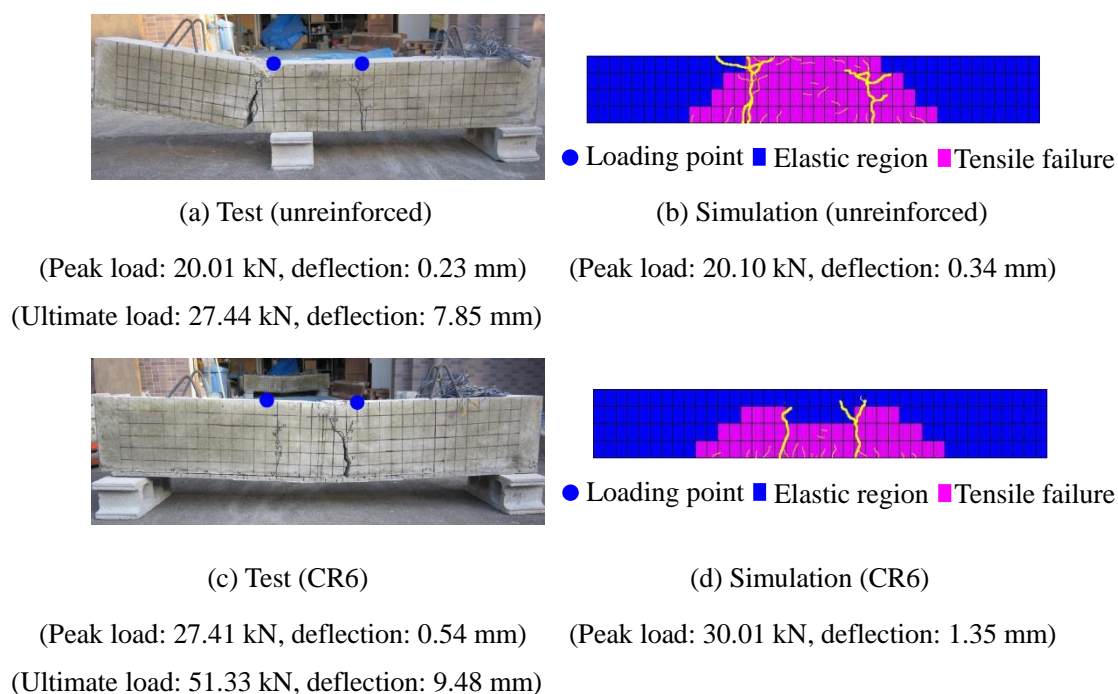 ● Loading point ■ Elastic region ■ Tensile failure
(a) Test (unreinforced)
(b) Simulation (unreinforced)
(Peak load: 20.01 kN, deflection: 0.23 mm)
(Peak load: 20.10 kN, deflection: 0.34 mm)
(Ultimate load: 27.44 kN, deflection: 7.85 mm)
● Loading point ■ Elastic region ■ Tensile failure
(c) Test (CR6)
(d) Simulation (CR6)
(Peak load: 27.41 kN, deflection: 0.54 mm)
(Peak load: 30.01 kN, deflection: 1.35 mm)
(Ultimate load: 51.33 kN, deflection: 9.48 mm)